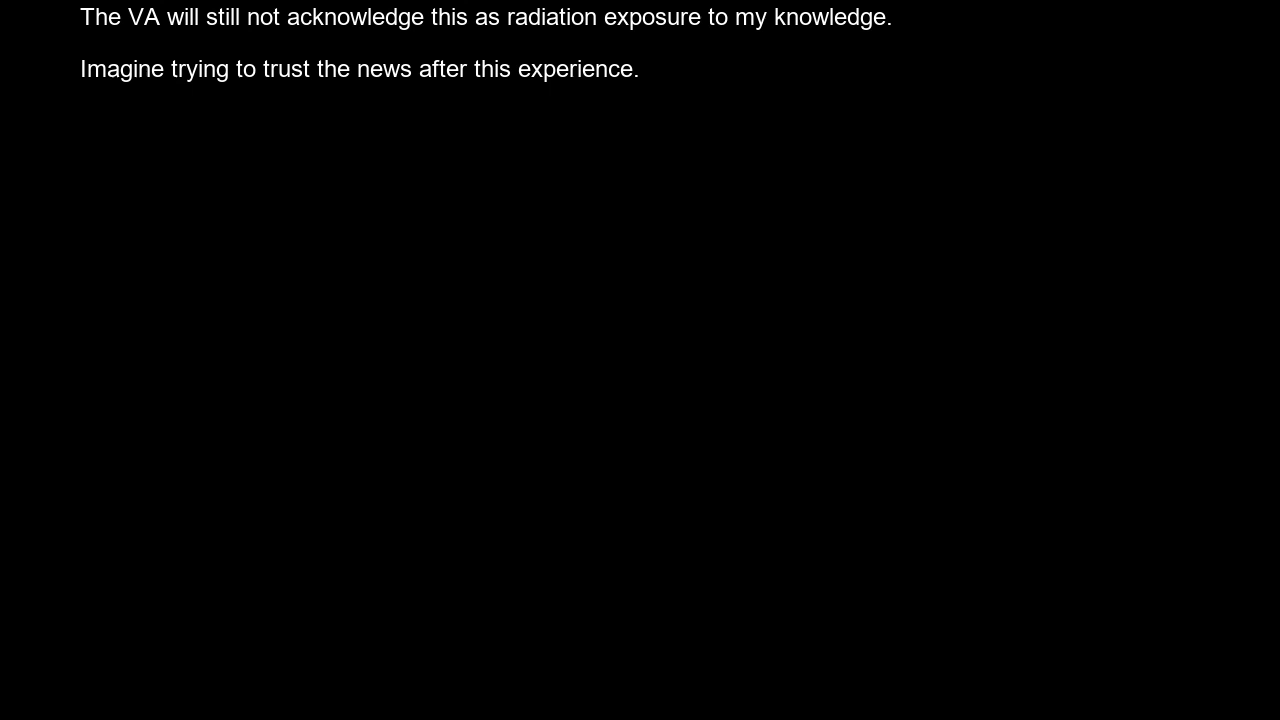 The VA will still not acknowledge this as radiation exposure to my knowledge.
Imagine trying to trust the news after this experience.